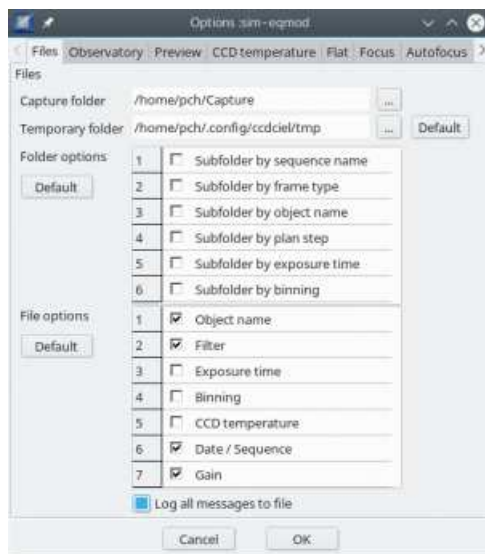 Options :sim-eqmod
Files Observatory Preview CCD temperature Flat Focus Autofocus
Files
Capture folder /home/pch/Capture ...
Temporary folder /home/pch/.config/ccdciel/tmp ... Default
Folder options
Default
1 Subfolder by sequence name
2 Subfolder by frame type
3 Subfolder by object name
4 Subfolder by plan step
5 Subfolder by exposure time
6 Subfolder by binning
File options
Default
1 Object name
2 Filter
3 Exposure time
4 Binning
5 CCD temperature
6 Date / Sequence
7 Gain
Log all messages to file
Cancel OK